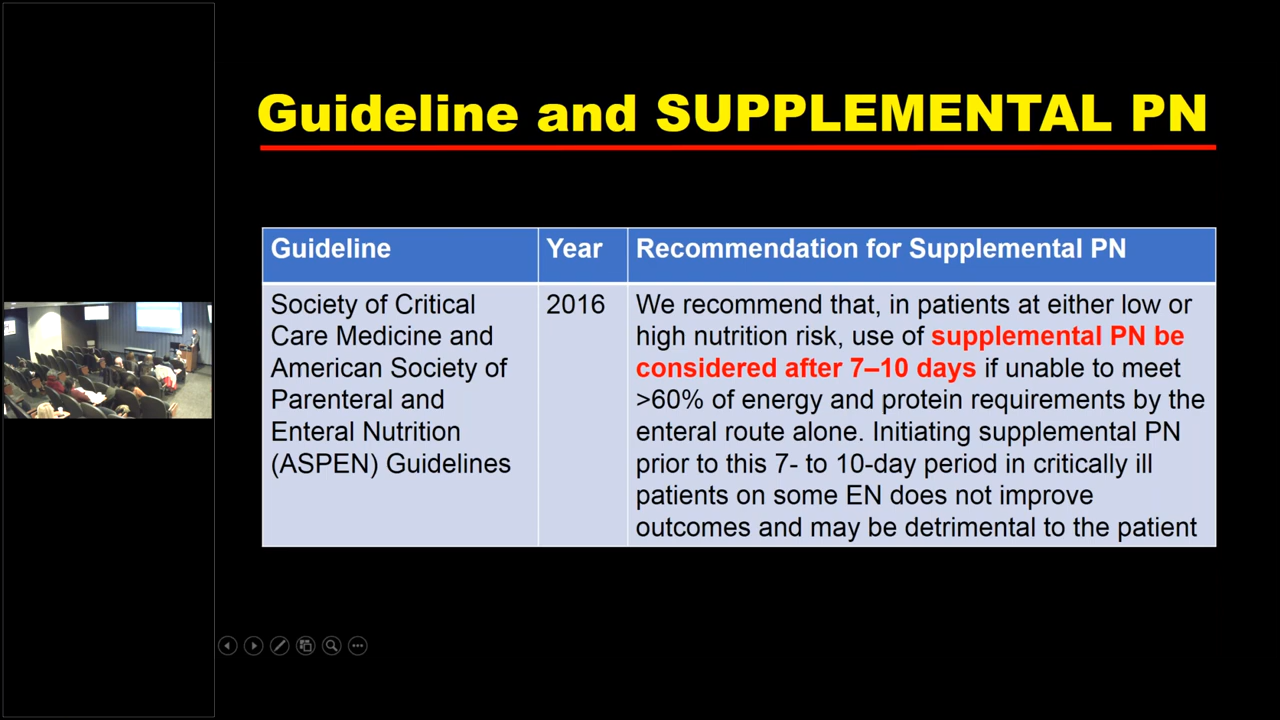 Guideline and SUPPLEMENTAL PN
Guideline
Year
Recommendation for Supplemental PN
Society of Critical
Care Medicine and
American Society of
Parenteral and
Enteral Nutrition
(ASPEN) Guidelines
2016
We recommend that, in patients at either low or
high nutrition risk, use of supplemental PN be
considered after 7–10 days if unable to meet
>60% of energy and protein requirements by the
enteral route alone. Initiating supplemental PN
prior to this 7- to 10-day period in critically ill
patients on some EN does not improve
outcomes and may be detrimental to the patient